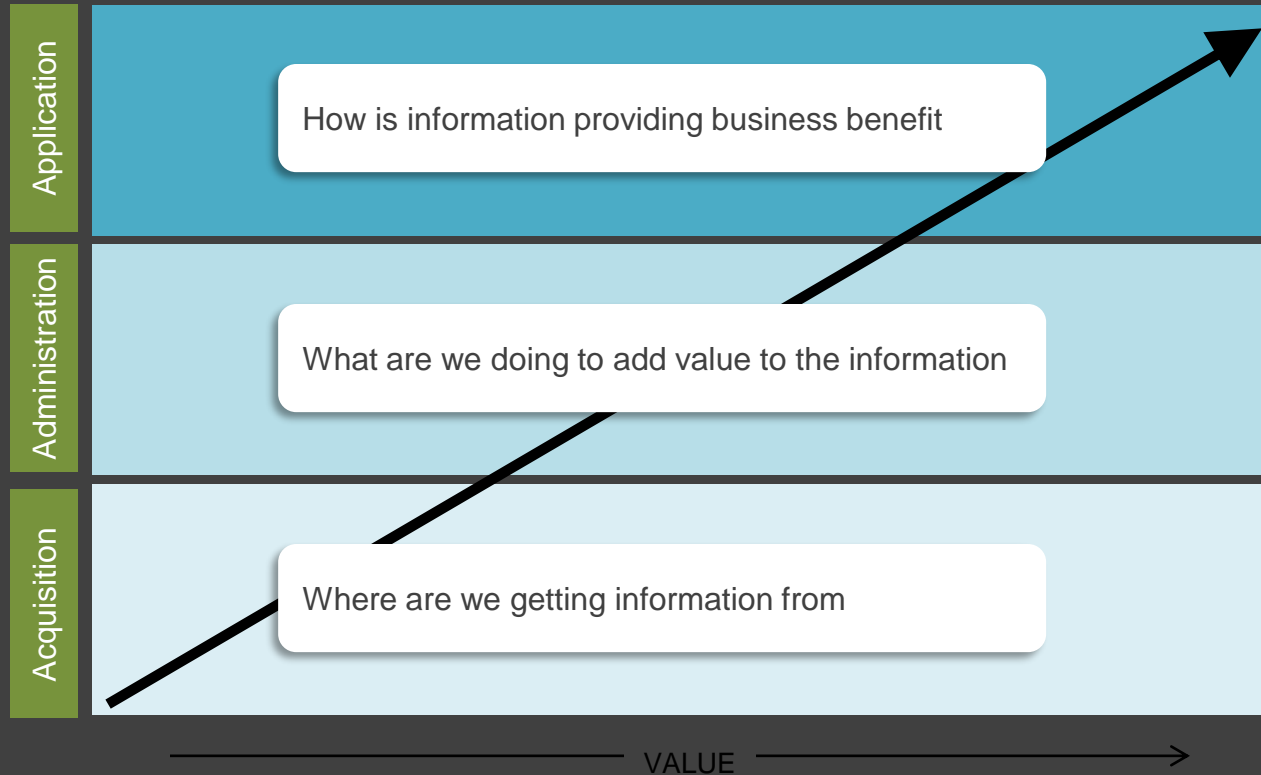 Application
How is information providing business benefit
Administration
What are we doing to add value to the information
Acquisition
Where are we getting information from
VALUE